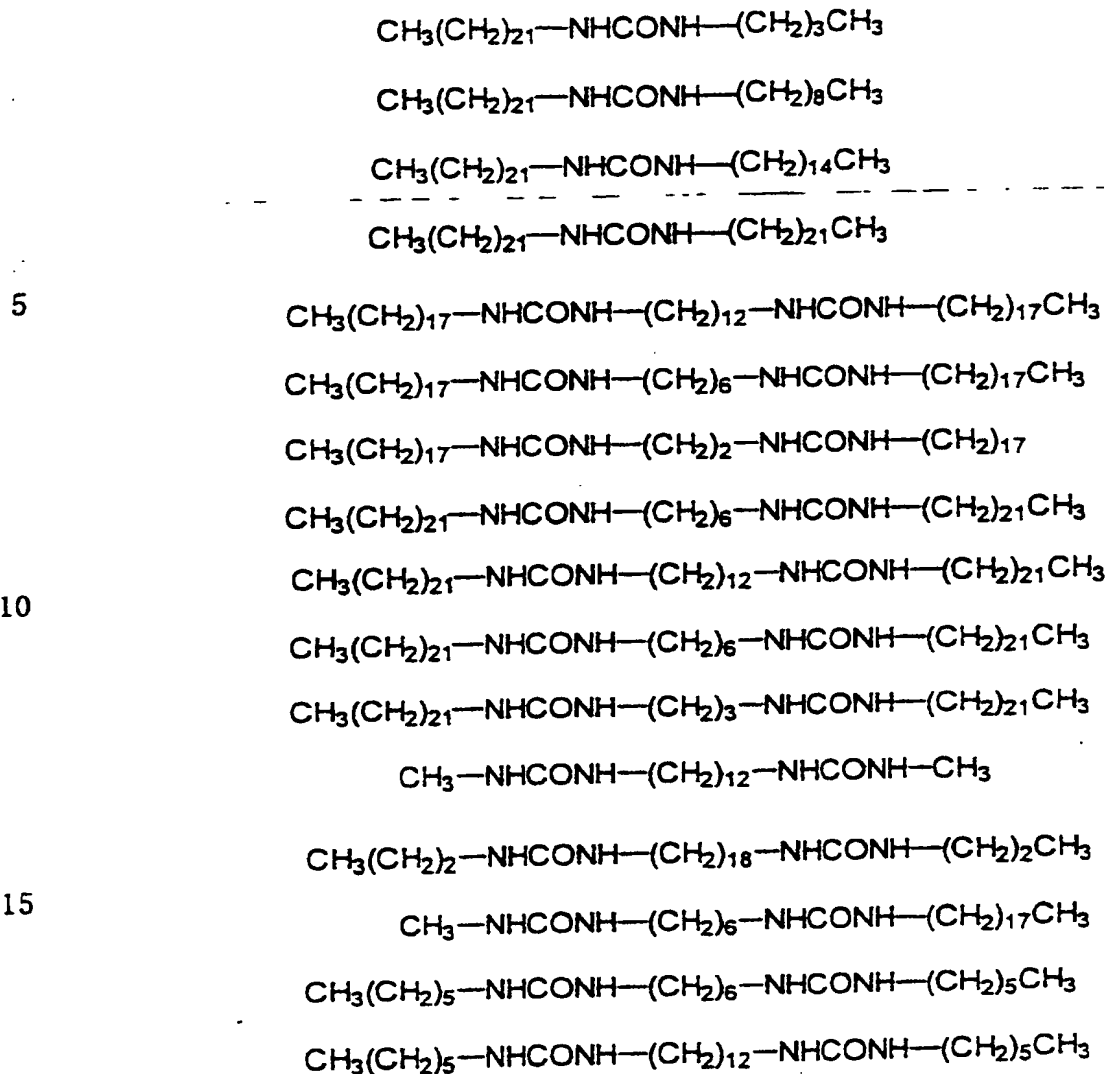 CH₃(CH₂)₂₁—NHCONH—(CH₂)₃CH₃
CH₃(CH₂)₂₁—NHCONH—(CH₂)₈CH₃
CH₃(CH₂)₂₁—NHCONH—(CH₂)₁₄CH₃
CH₃(CH₂)₂₁—NHCONH—(CH₂)₂₁CH₃
5 CH₃(CH₂)₁₇—NHCONH—(CH₂)₁₂—NHCONH—(CH₂)₁₇CH₃
CH₃(CH₂)₁₇—NHCONH—(CH₂)₆—NHCONH—(CH₂)₁₇CH₃
CH₃(CH₂)₁₇—NHCONH—(CH₂)₂—NHCONH—(CH₂)₁₇
CH₃(CH₂)₂₁—NHCONH—(CH₂)₆—NHCONH—(CH₂)₂₁CH₃
CH₃(CH₂)₂₁—NHCONH—(CH₂)₁₂—NHCONH—(CH₂)₂₁CH₃
10
CH₃(CH₂)₂₁—NHCONH—(CH₂)₆—NHCONH—(CH₂)₂₁CH₃
CH₃(CH₂)₂₁—NHCONH—(CH₂)₃—NHCONH—(CH₂)₂₁CH₃
CH₃—NHCONH—(CH₂)₁₂—NHCONH—CH₃
CH₃(CH₂)₂—NHCONH—(CH₂)₁₈—NHCONH—(CH₂)₂CH₃
15 CH₃—NHCONH—(CH₂)₆—NHCONH—(CH₂)₁₇CH₃
CH₃(CH₂)₅—NHCONH—(CH₂)₆—NHCONH—(CH₂)₅CH₃
CH₃(CH₂)₅—NHCONH—(CH₂)₁₂—NHCONH—(CH₂)₅CH₃